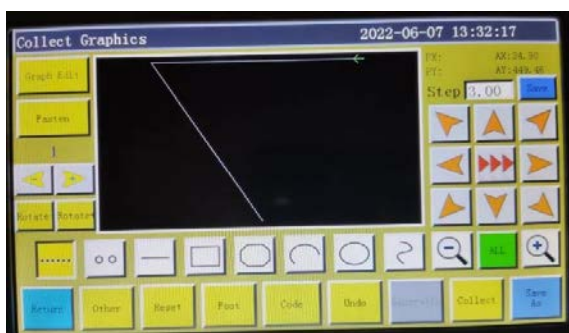 Collect Graphics 2022-06-07 13:32:17
Graph Edit
Fasten
Step 3.00 Save
1
Rotate- Rotate+
ALL
Return Other Reset Foot Code Undo Collect Save As